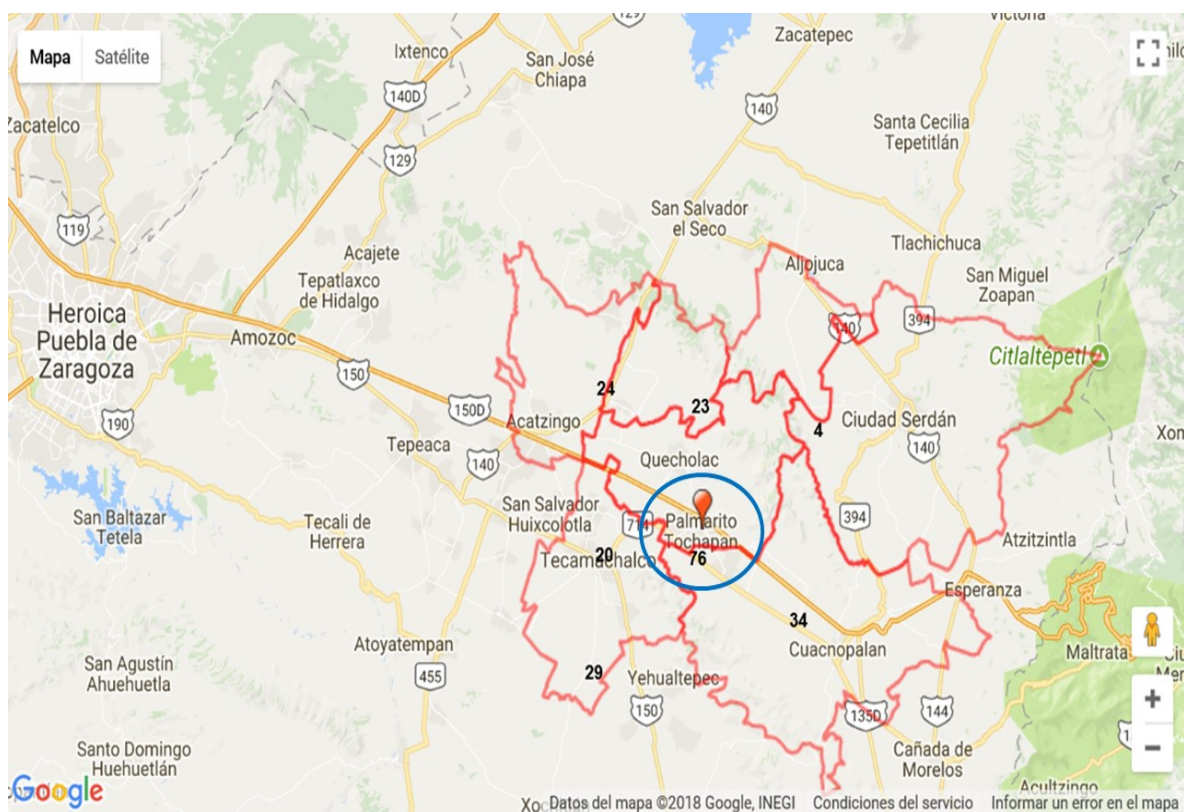 Mapa
Satélite
Ixtenco
129
San José
Chiapa
Zacatepec
Victoria
140D
Zacatelco
129
140
Santa Cecilia
Tepetitlán
119
Acajete
San Salvador
el Seco
Tlachichuca
Tepatlaxco
de Hidalgo
Aljojuca
San Miguel
Zoapan
Heroica
Puebla de
Zaragoza
Amozoc
140
394
Citlaltépetl
150
24
23
190
150D
Acatzingo
4
Ciudad Serdán
Tepeaca
140
Quecholac
140
San Baltazar
Tetela
Tecali de
Herrera
San Salvador
Huixcolotla
714
Palmarito
Tochapan
394
Atzitzintla
20
Tecamachalco
76
Esperanza
34
Atoyatempan
Cuacnopalan
Maltrata
San Agustín
Ahuehuetla
455
29
Yehualtepec
150
135D
144
Santo Domingo
Huehuetlán
Cañada de
Morelos
Acultzingo
Google
Datos del mapa ©2018 Google, INEGI
Condiciones del servicio
Informar un error en el mapa